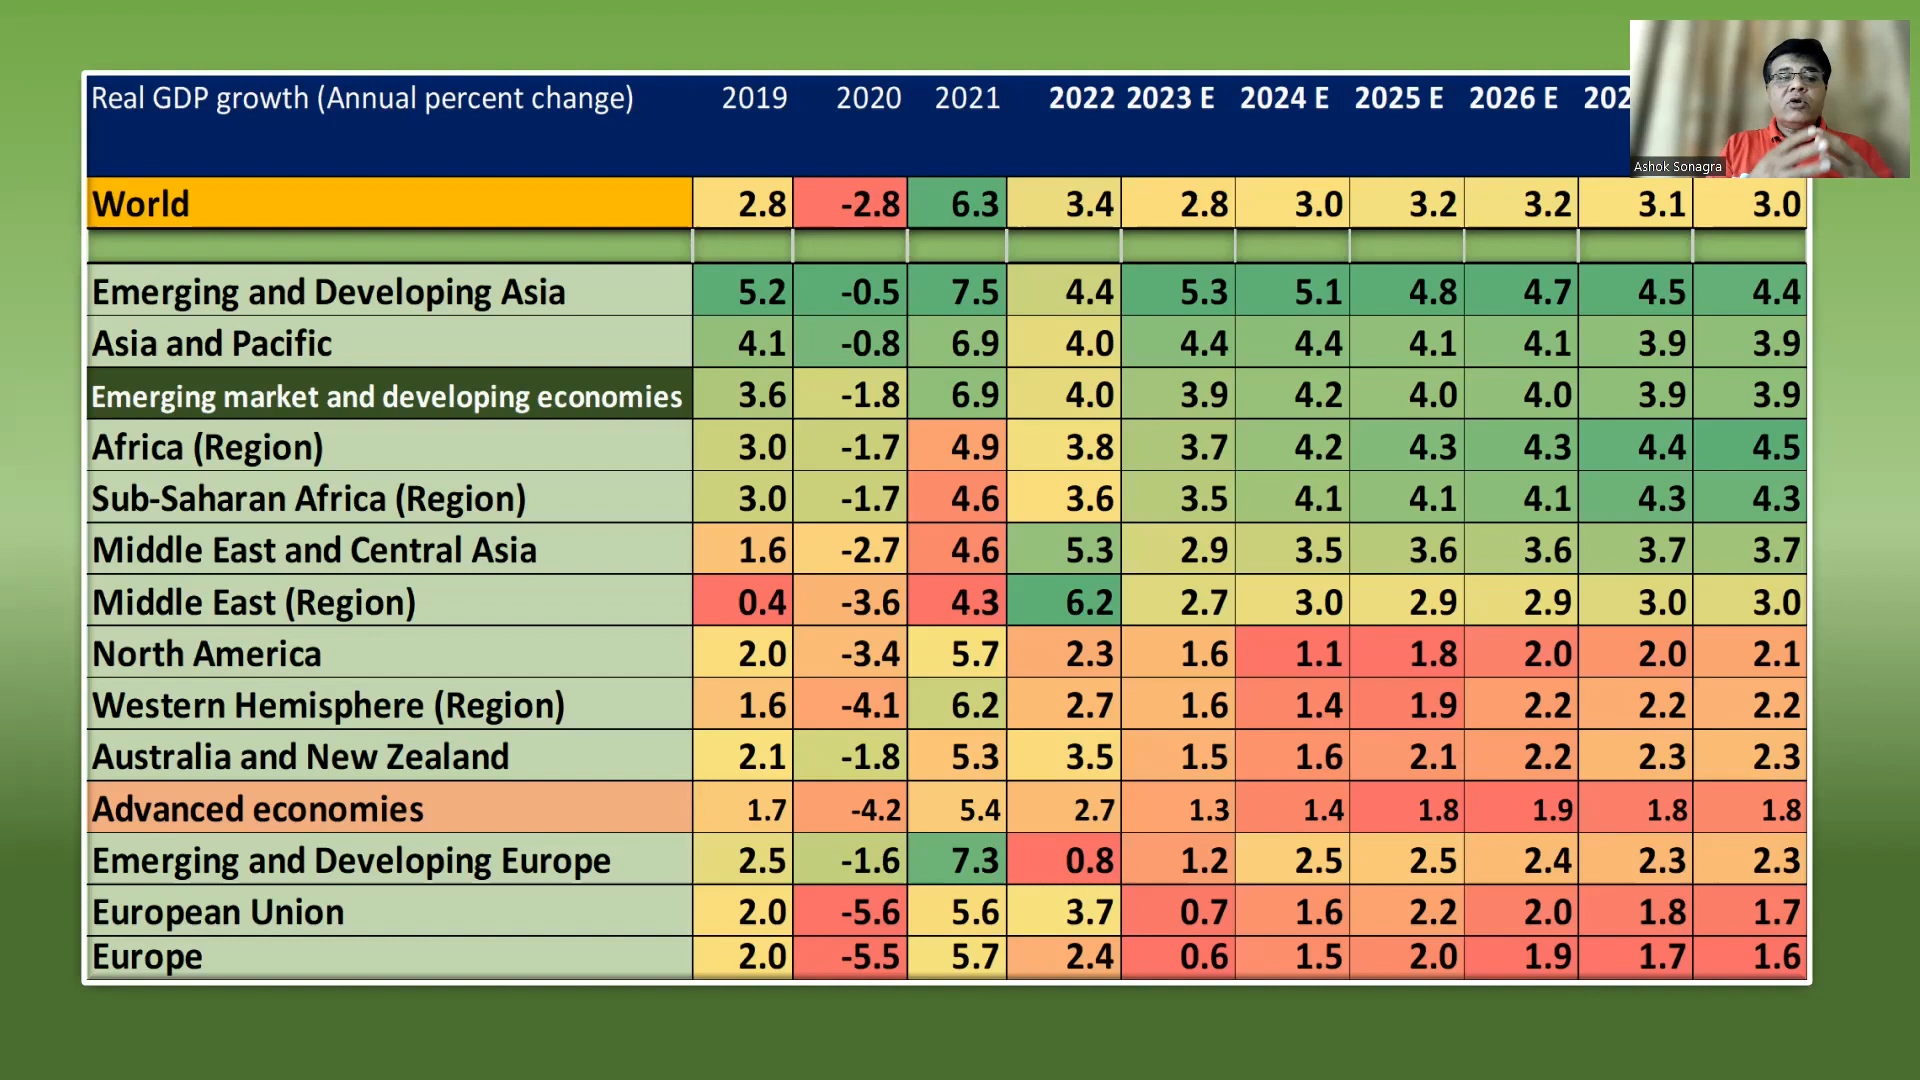 Real GDP growth (Annual percent change) 2019 2020 2021 2022 2023 E 2024 E 2025 E 2026 E
Ashok Sonagra
World 2.8 -2.8 6.3 3.4 2.8 3.0 3.2 3.2 3.1 3.0
Emerging and Developing Asia 5.2 -0.5 7.5 4.4 5.3 5.1 4.8 4.7 4.5 4.4
Asia and Pacific 4.1 -0.8 6.9 4.0 4.4 4.4 4.1 4.1 3.9 3.9
Emerging market and developing economies 3.6 -1.8 6.9 4.0 3.9 4.2 4.0 4.0 3.9 3.9
Africa (Region) 3.0 -1.7 4.9 3.8 3.7 4.2 4.3 4.3 4.4 4.5
Sub-Saharan Africa (Region) 3.0 -1.7 4.6 3.6 3.5 4.1 4.1 4.1 4.3 4.3
Middle East and Central Asia 1.6 -2.7 4.6 5.3 2.9 3.5 3.6 3.6 3.7 3.7
Middle East (Region) 0.4 -3.6 4.3 6.2 2.7 3.0 2.9 2.9 3.0 3.0
North America 2.0 -3.4 5.7 2.3 1.6 1.1 1.8 2.0 2.0 2.1
Western Hemisphere (Region) 1.6 -4.1 6.2 2.7 1.6 1.4 1.9 2.2 2.2 2.2
Australia and New Zealand 2.1 -1.8 5.3 3.5 1.5 1.6 2.1 2.2 2.3 2.3
Advanced economies 1.7 -4.2 5.4 2.7 1.3 1.4 1.8 1.9 1.8 1.8
Emerging and Developing Europe 2.5 -1.6 7.3 0.8 1.2 2.5 2.5 2.4 2.3 2.3
European Union 2.0 -5.6 5.6 3.7 0.7 1.6 2.2 2.0 1.8 1.7
Europe 2.0 -5.5 5.7 2.4 0.6 1.5 2.0 1.9 1.7 1.6